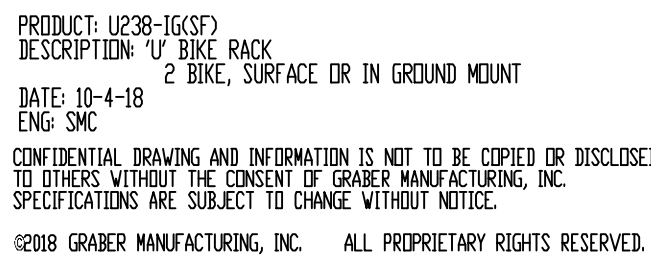 PRODUCT: U238-IG(SF)
DESCRIPTION: 'U' BIKE RACK
2 BIKE, SURFACE OR IN GROUND MOUNT
DATE: 10-4-18
ENG: SMC
CONFIDENTIAL DRAWING AND INFORMATION IS NOT TO BE COPIED OR DISCLOSED
TO OTHERS WITHOUT THE CONSENT OF GRABER MANUFACTURING, INC.
SPECIFICATIONS ARE SUBJECT TO CHANGE WITHOUT NOTICE.
©2018 GRABER MANUFACTURING, INC. ALL PROPRIETARY RIGHTS RESERVED.